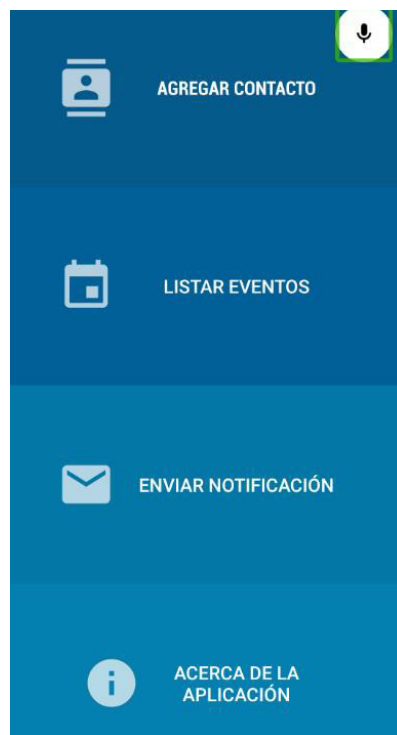 AGREGAR CONTACTO
LISTAR EVENTOS
ENVIAR NOTIFICACIÓN
ACERCA DE LA
APLICACIÓN